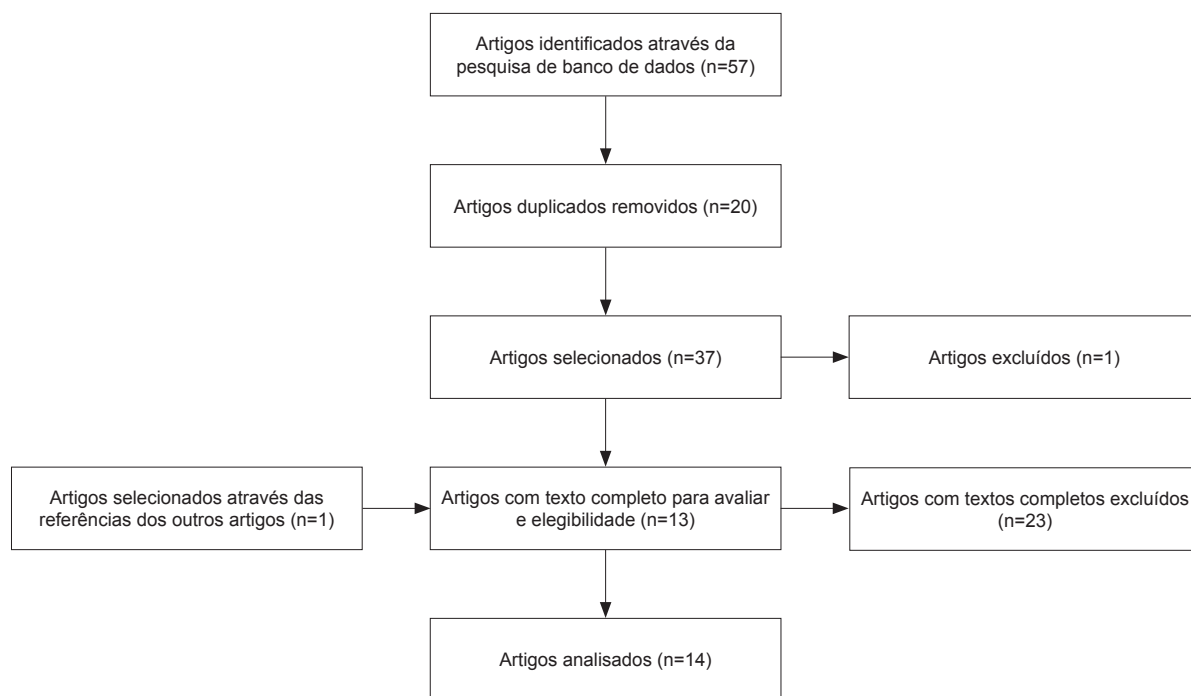 Artigos identificados através da
pesquisa de banco de dados (n=57)
Artigos duplicados removidos (n=20)
Artigos selecionados (n=37)
Artigos excluídos (n=1)
Artigos selecionados através das
referências dos outros artigos (n=1)
Artigos com texto completo para avaliar
e elegibilidade (n=13)
Artigos com textos completos excluídos
(n=23)
Artigos analisados (n=14)